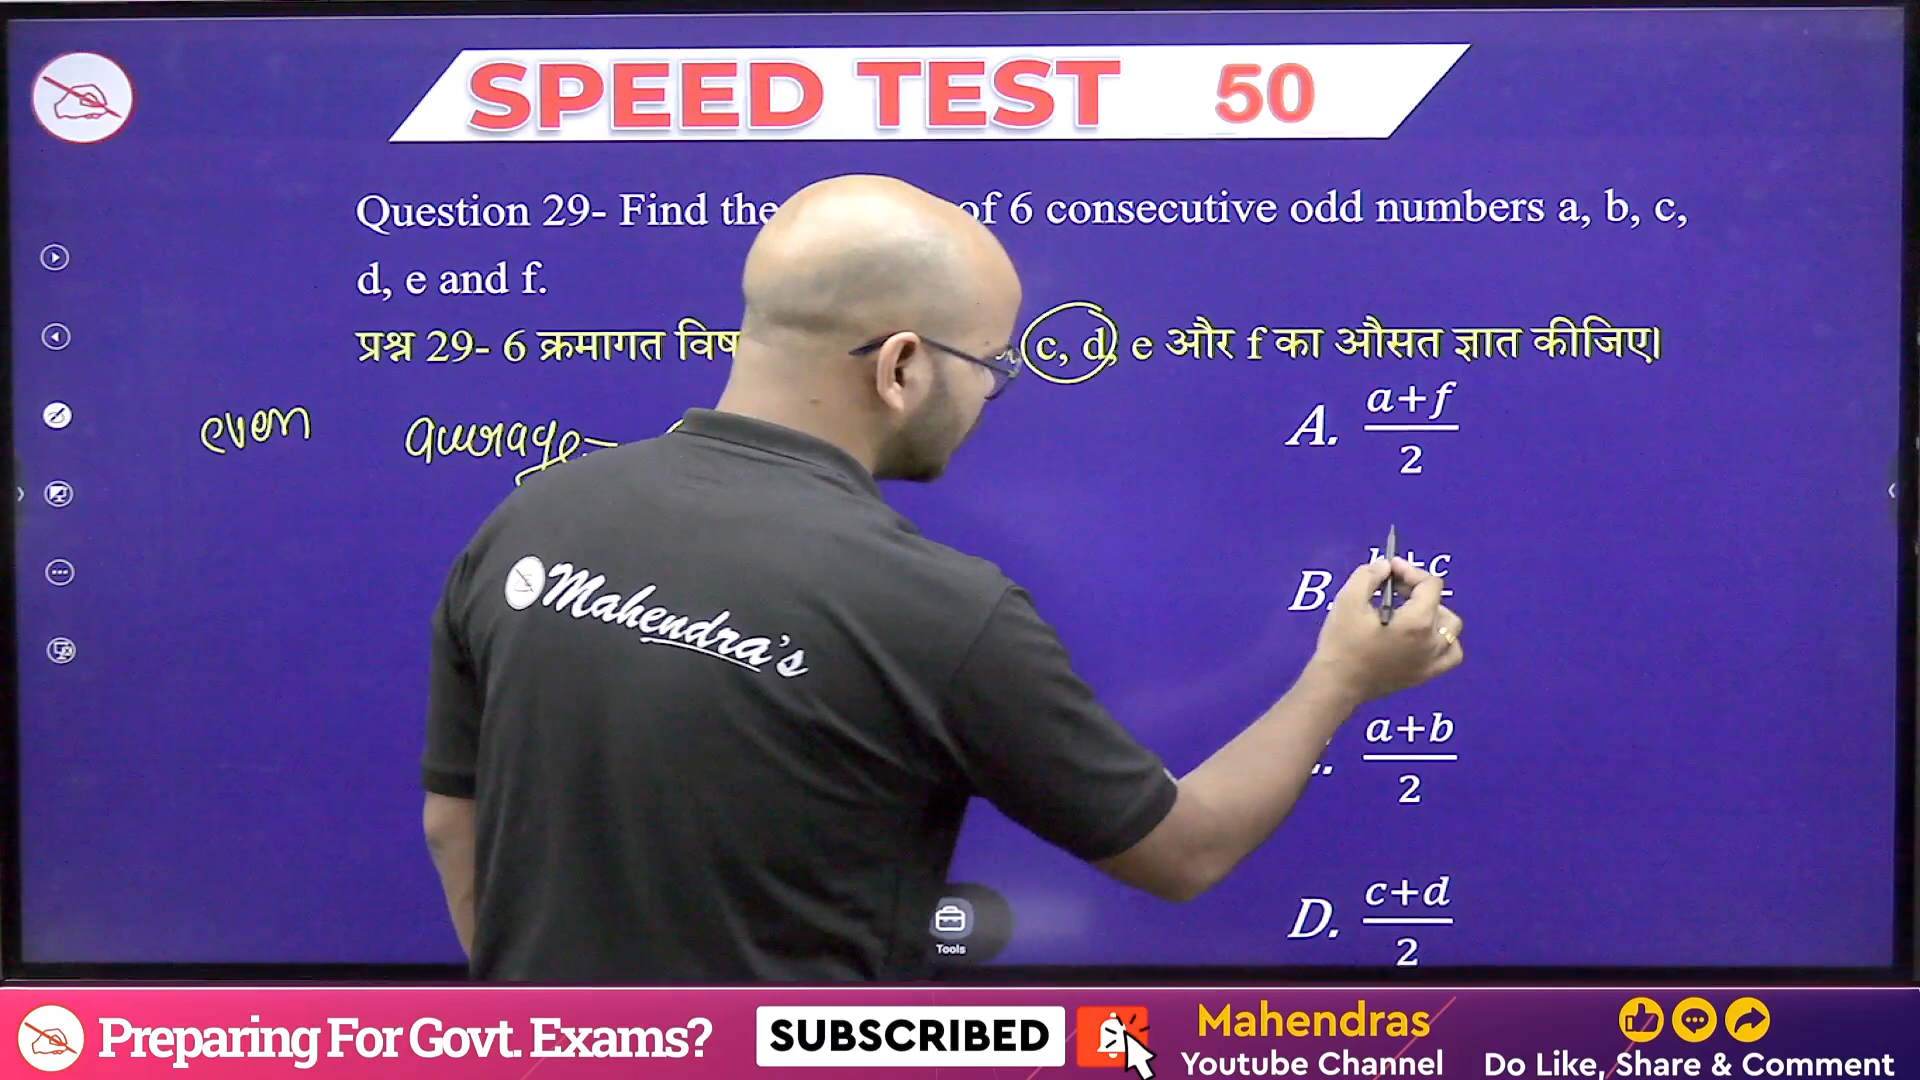 SPEED TEST 50
Question 29- Find the of 6 consecutive odd numbers a, b, c,
d, e and f.
प्रश्न 29- 6 क्रमागत c, d, e और f का औसत ज्ञात कीजिए।
even average =
A. a+f
2
B. +c
a+b
2
D. c+d
2
Mahendra's
Tools
Preparing For Govt. Exams?
SUBSCRIBED
Mahendras
Youtube Channel
Do Like, Share & Comment